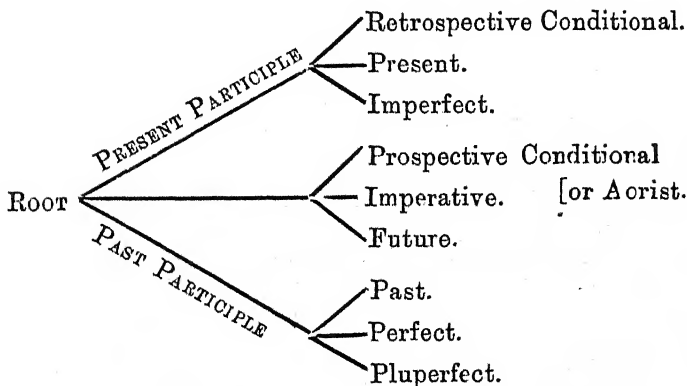 Retrospective Conditional.
PRESENT PARTICIPLE
Present.
Imperfect.
Prospective Conditional
ROOT
Imperative. [or Aorist.
Future.
PAST PARTICIPLE
Past.
Perfect.
Pluperfect.